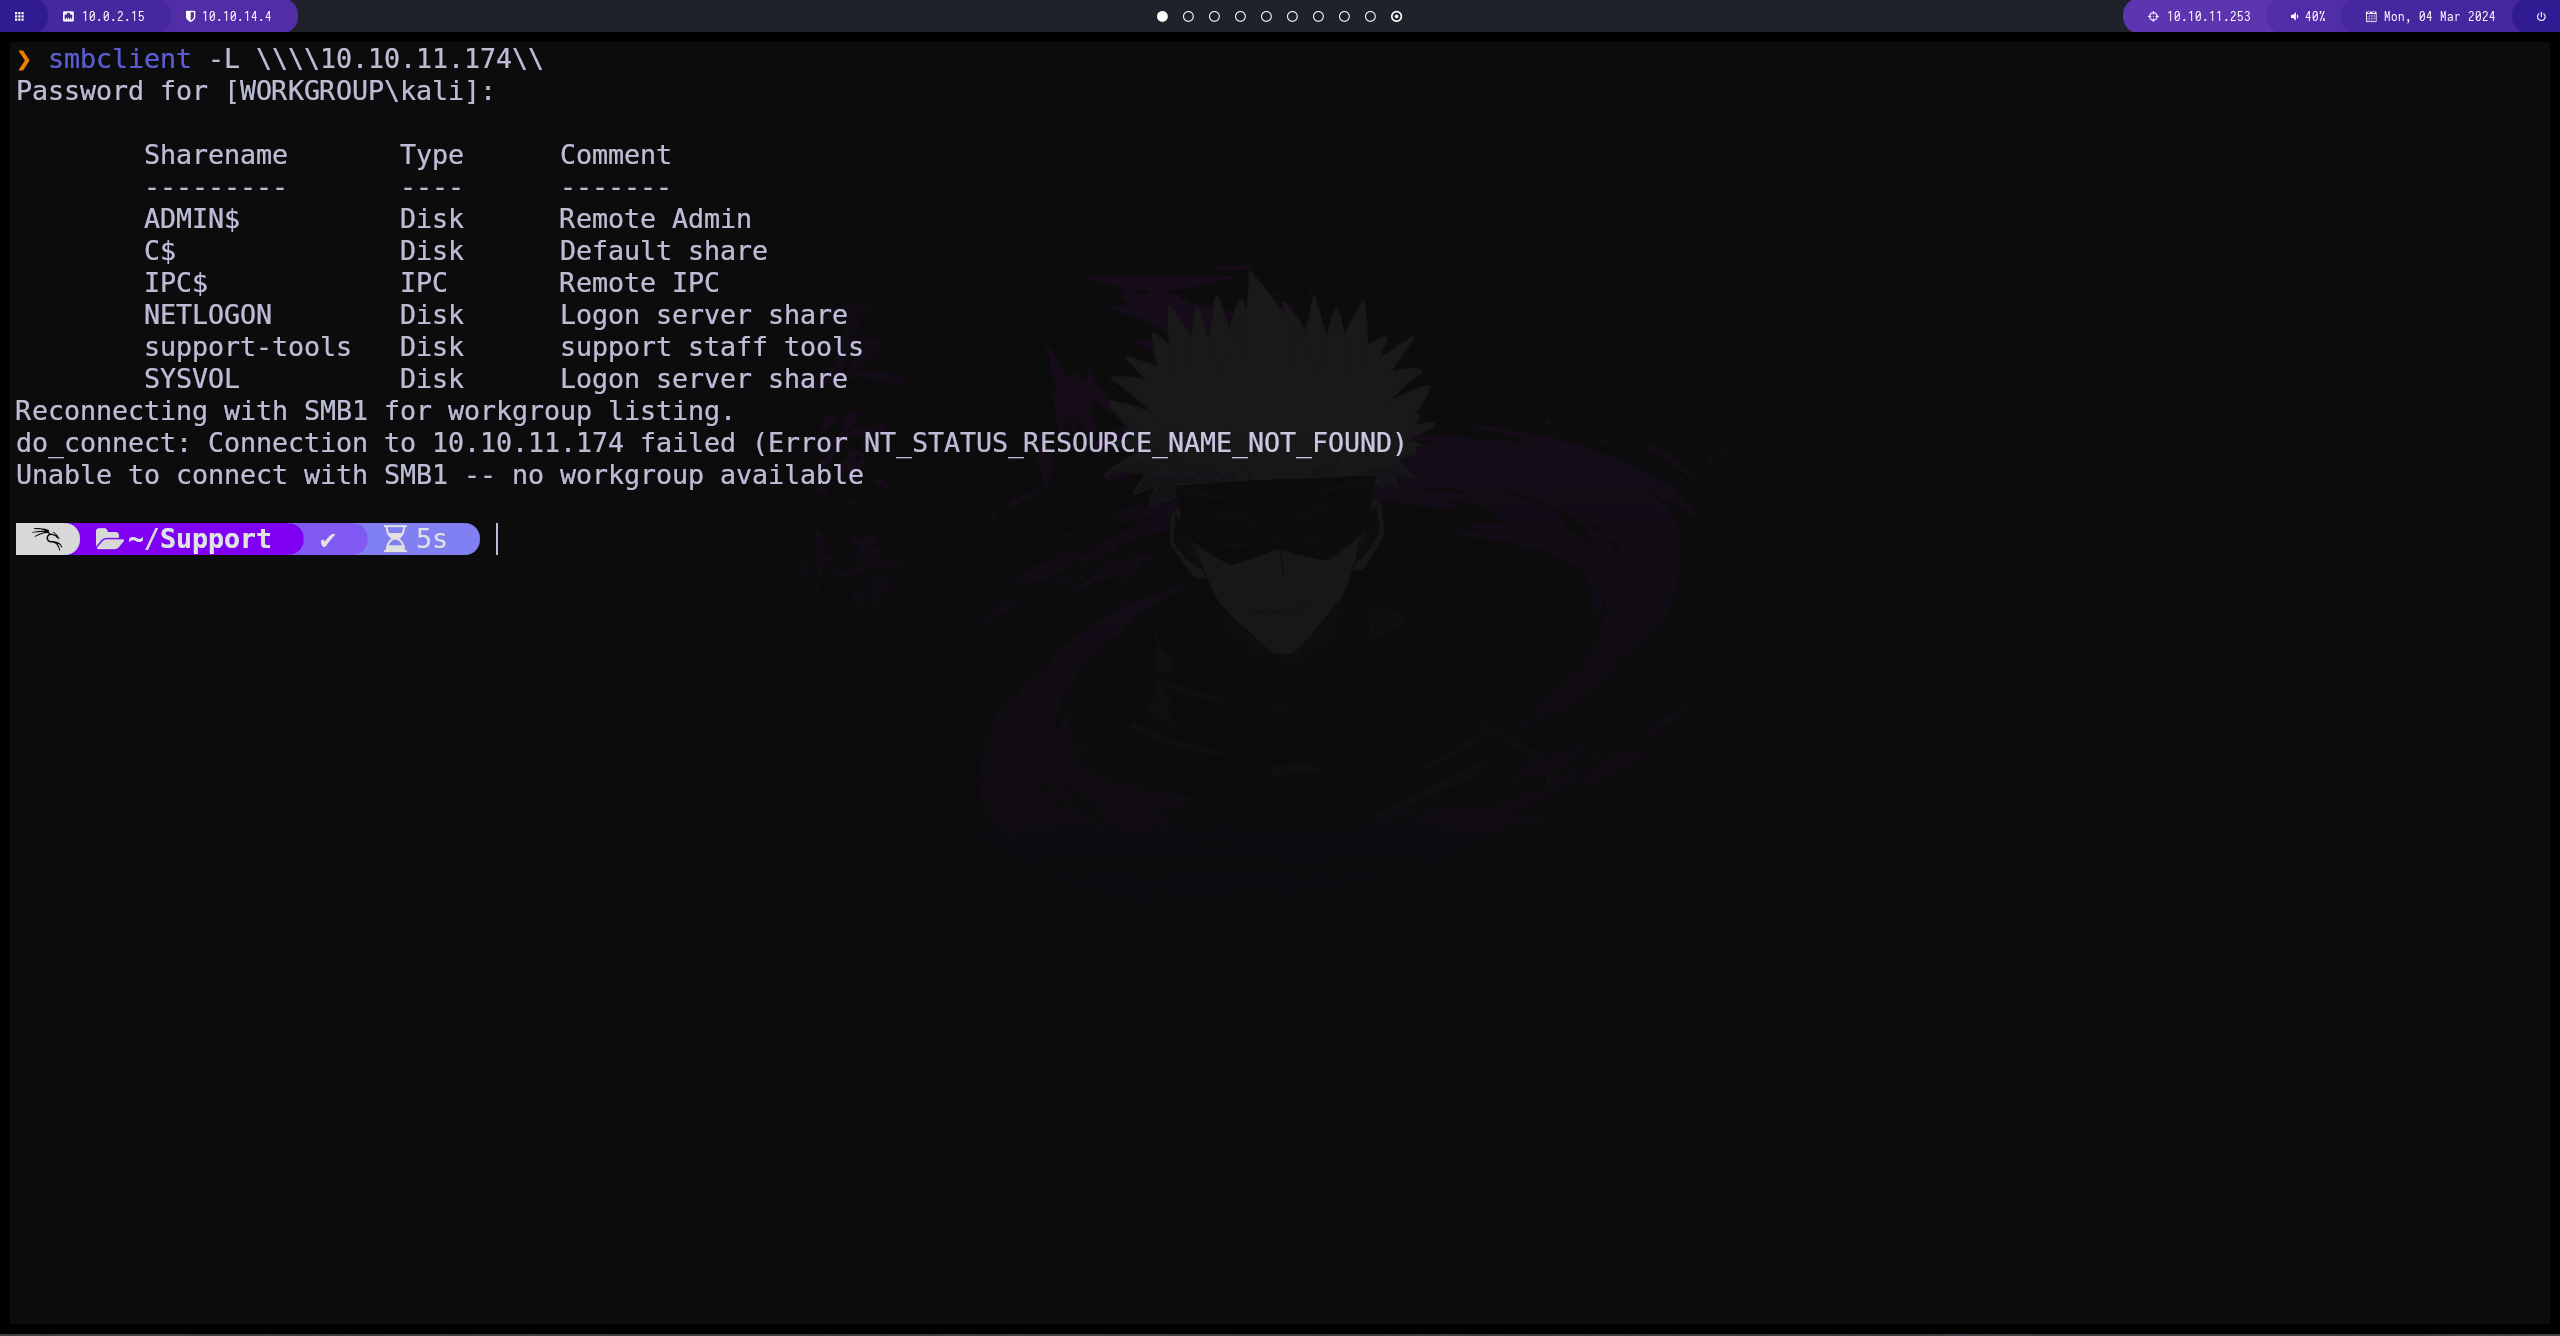 10.0.2.15 10.10.14.4 10.10.11.253 40% Mon, 04 Mar 2024
❯ smbclient -L \\\\10.10.11.174\\
Password for [WORKGROUP\kali]:
Sharename Type Comment
--------- ---- -------
ADMIN$ Disk Remote Admin
C$ Disk Default share
IPC$ IPC Remote IPC
NETLOGON Disk Logon server share
support-tools Disk support staff tools
SYSVOL Disk Logon server share
Reconnecting with SMB1 for workgroup listing.
do_connect: Connection to 10.10.11.174 failed (Error NT_STATUS_RESOURCE_NAME_NOT_FOUND)
Unable to connect with SMB1 -- no workgroup available
~/Support ✔ 5s